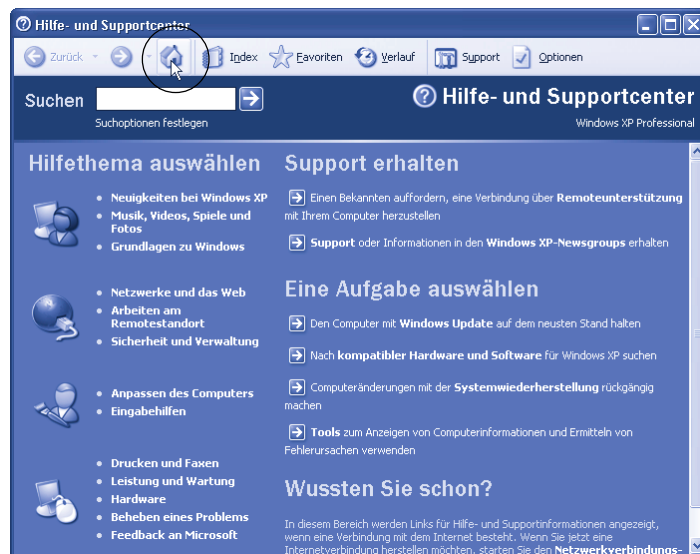 Hilfe- und Supportcenter
Zurück
Index
Favoriten
Verlauf
Support
Optionen
Suchen
Suchoptionen festlegen
Hilfe- und Supportcenter
Windows XP Professional
Hilfethema auswählen
Neuigkeiten bei Windows XP
Musik, Videos, Spiele und
Fotos
Grundlagen zu Windows
Netzwerke und das Web
Arbeiten am
Remotestandort
Sicherheit und Verwaltung
Anpassen des Computers
Eingabehilfen
Drucken und Faxen
Leistung und Wartung
Hardware
Beheben eines Problems
Feedback an Microsoft
Support erhalten
Einen Bekannten auffordern, eine Verbindung über Remoteunterstützung
mit Ihrem Computer herzustellen
Support oder Informationen in den Windows XP-Newsgroups erhalten
Eine Aufgabe auswählen
Den Computer mit Windows Update auf dem neusten Stand halten
Nach kompatibler Hardware und Software für Windows XP suchen
Computeränderungen mit der Systemwiederherstellung rückgängig
machen
Tools zum Anzeigen von Computerinformationen und Ermitteln von
Fehlerursachen verwenden
Wussten Sie schon?
In diesem Bereich werden Links für Hilfe- und Supportinformationen angezeigt,
wenn eine Verbindung mit dem Internet besteht. Wenn Sie jetzt eine
Internetverbindung herstellen möchten, starten Sie den Netzwerkverbindungs-